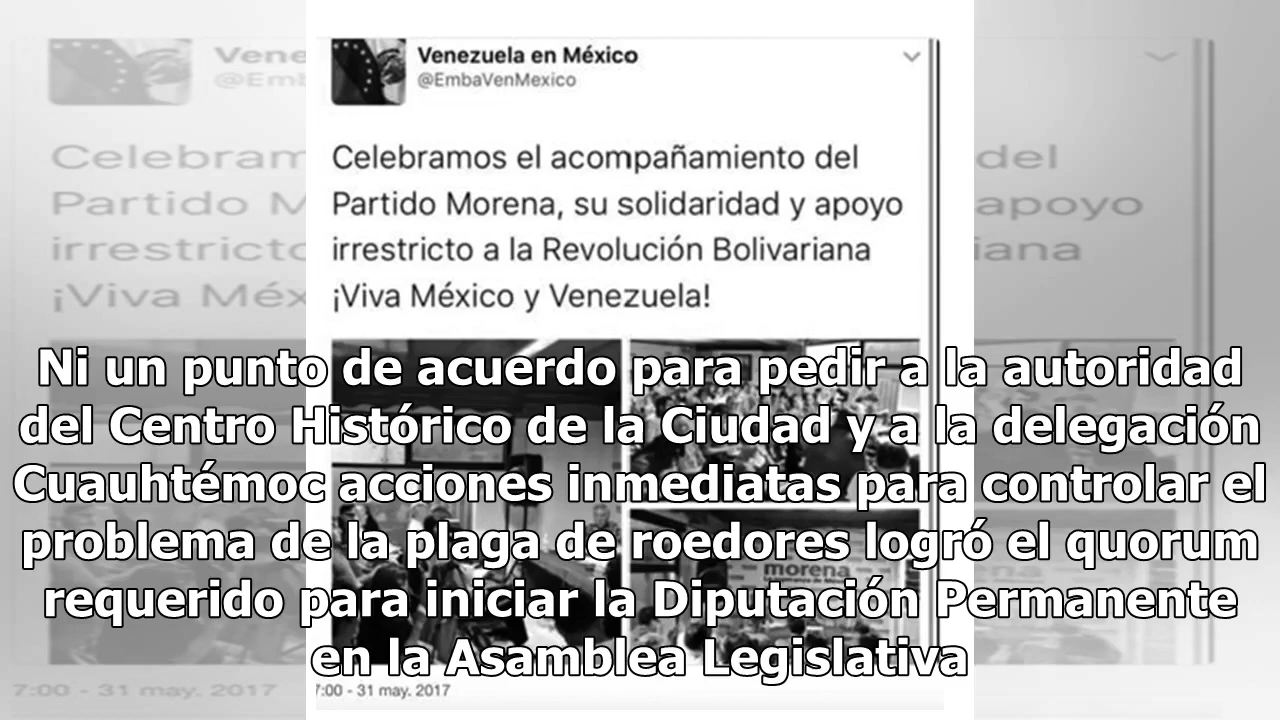 Venezuela en México
@EmbaVenMexico
Celebramos el acompañamiento del
Partido Morena, su solidaridad y apoyo
irrestricto a la Revolución Bolivariana
¡Viva México y Venezuela!
Ni un punto de acuerdo para pedir a la autoridad
del Centro Histórico de la Ciudad y a la delegación
Cuauhtémoc acciones inmediatas para controlar el
problema de la plaga de roedores logró el quorum
morena
requerido para iniciar la Diputación Permanente
en la Asamblea Legislativa
7:00 - 31 may. 2017